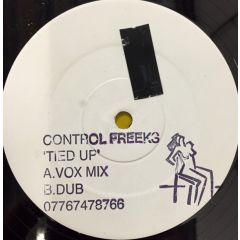 CONTROL FREEKS
'TIED UP'
A.VOX MIX
B.DUB
07767478766